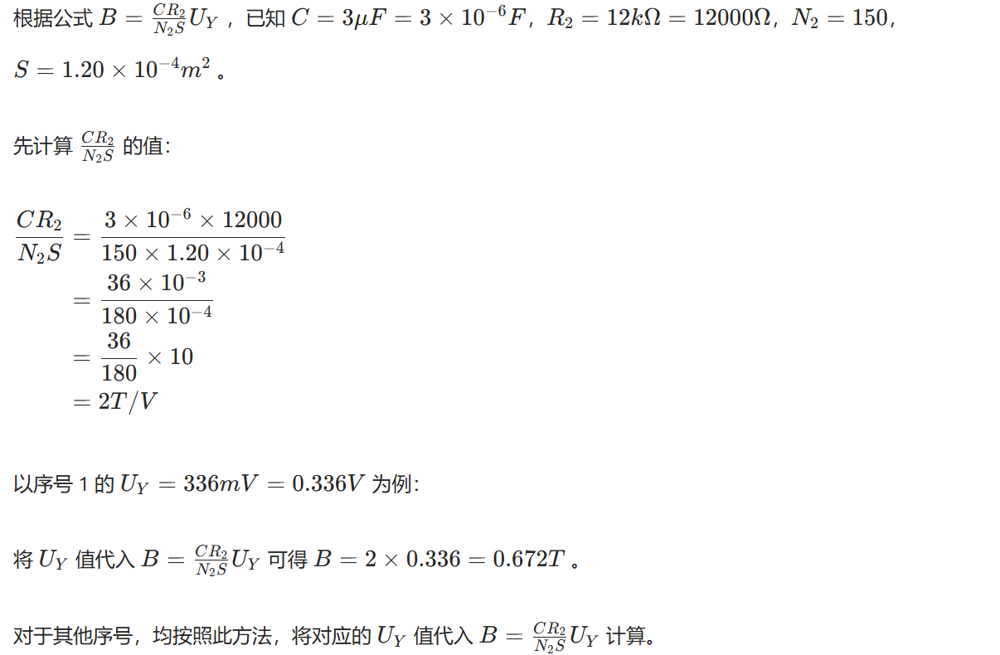 根据公式 $B = \frac{CR_2}{N_2S}U_Y$ ，已知 $C = 3\mu F = 3 \times 10^{-6}F$，$R_2 = 12k\Omega = 12000\Omega$，$N_2 = 150$，
$S = 1.20 \times 10^{-4}m^2$ 。
先计算 $\frac{CR_2}{N_2S}$ 的值：
$\frac{CR_2}{N_2S} = \frac{3 \times 10^{-6} \times 12000}{150 \times 1.20 \times 10^{-4}}$
$= \frac{36 \times 10^{-3}}{180 \times 10^{-4}}$
$= \frac{36}{180} \times 10$
$= 2T/V$
以序号 1 的 $U_Y = 336mV = 0.336V$ 为例：
将 $U_Y$ 值代入 $B = \frac{CR_2}{N_2S}U_Y$ 可得 $B = 2 \times 0.336 = 0.672T$ 。
对于其他序号，均按照此方法，将对应的 $U_Y$ 值代入 $B = \frac{CR_2}{N_2S}U_Y$ 计算。